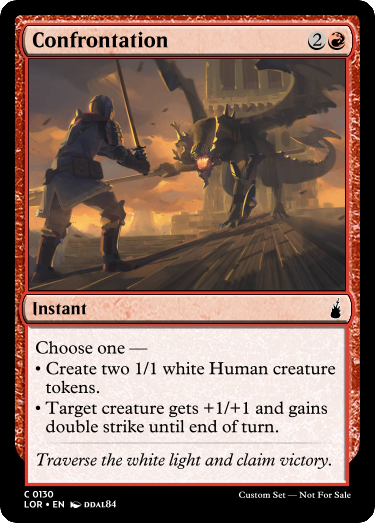 Confrontation 2
Instant
Choose one —
• Create two 1/1 white Human creature
tokens.
• Target creature gets +1/+1 and gains
double strike until end of turn.
Traverse the white light and claim victory.
C 0130
LOR • EN DDAL84
Custom Set — Not For Sale